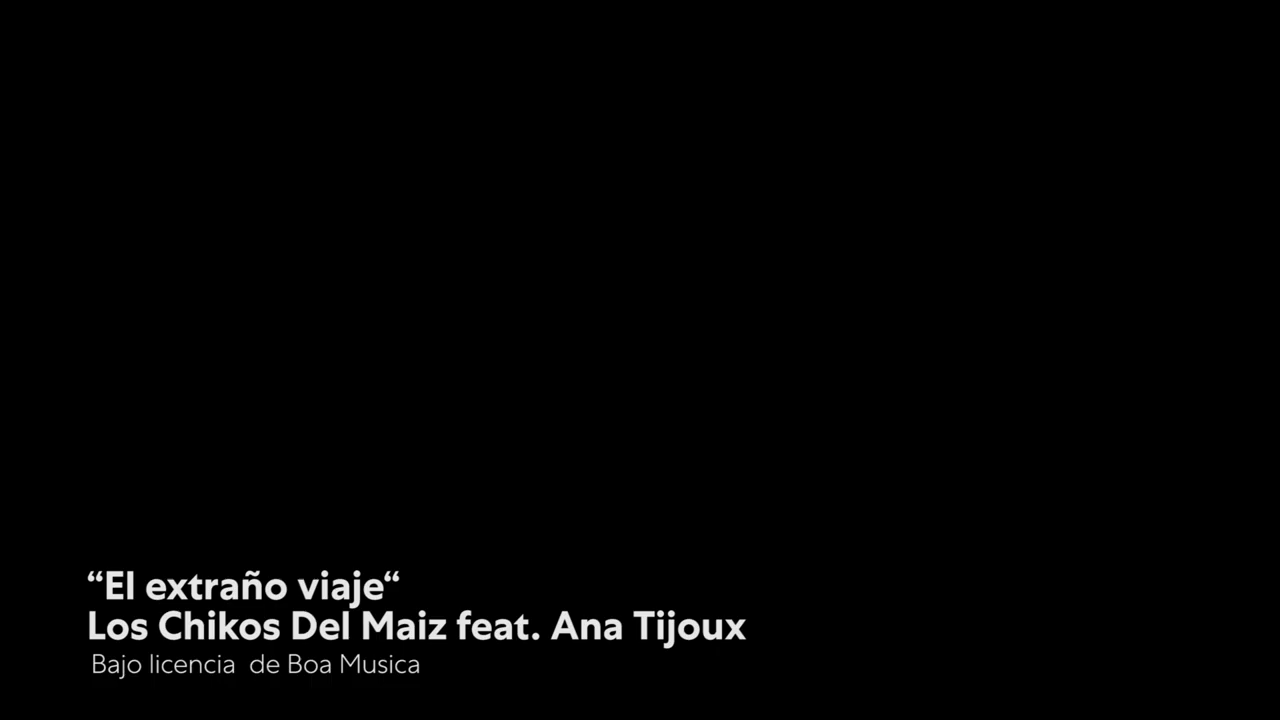 “El extraño viaje“
Los Chikos Del Maiz feat. Ana Tijoux
Bajo licencia de Boa Musica